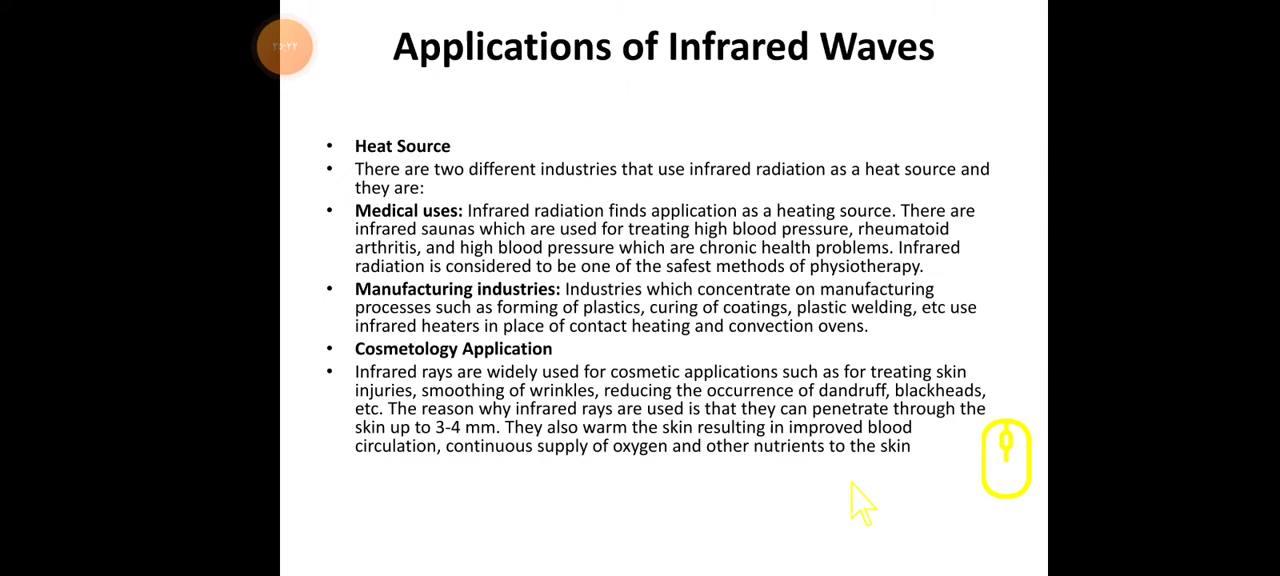 Applications of Infrared Waves
٢٥:٢٢
• Heat Source
• There are two different industries that use infrared radiation as a heat source and
they are:
• Medical uses: Infrared radiation finds application as a heating source. There are
infrared saunas which are used for treating high blood pressure, rheumatoid
arthritis, and high blood pressure which are chronic health problems. Infrared
radiation is considered to be one of the safest methods of physiotherapy.
• Manufacturing industries: Industries which concentrate on manufacturing
processes such as forming of plastics, curing of coatings, plastic welding, etc use
infrared heaters in place of contact heating and convection ovens.
• Cosmetology Application
• Infrared rays are widely used for cosmetic applications such as for treating skin
injuries, smoothing of wrinkles, reducing the occurrence of dandruff, blackheads,
etc. The reason why infrared rays are used is that they can penetrate through the
skin up to 3-4 mm. They also warm the skin resulting in improved blood
circulation, continuous supply of oxygen and other nutrients to the skin